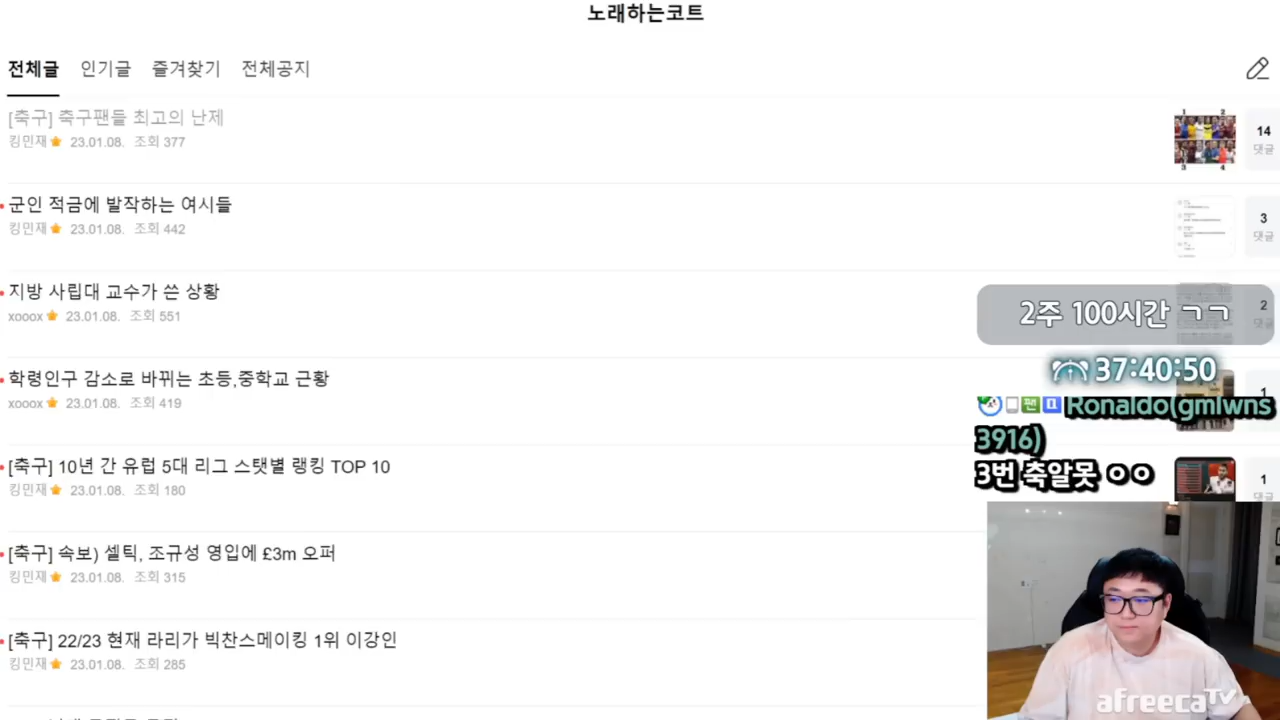 노래하는코트
전체글 인기글 즐겨찾기 전체공지
[축구] 축구팬들 최고의 난제
킹민재 23.01.08. 조회 377
1 2
3 4
14
댓글
군인 적금에 발작하는 여시들
킹민재 23.01.08. 조회 442
3
댓글
지방 사립대 교수가 쓴 상황
xooox 23.01.08. 조회 551
2
댓글
2주 100시간 ㄱㄱ
37:40:50
학령인구 감소로 바뀌는 초등,중학교 근황
xooox 23.01.08. 조회 419
1
팬
Ronaldo(gmlwns
3916)
3번 축알못 ㅇㅇ
[축구] 10년 간 유럽 5대 리그 스탯별 랭킹 TOP 10
킹민재 23.01.08. 조회 180
1
댓글
[축구] 속보) 셀틱, 조규성 영입에 £3m 오퍼
킹민재 23.01.08. 조회 315
[축구] 22/23 현재 라리가 빅찬스메이킹 1위 이강인
킹민재 23.01.08. 조회 285
afreecaTV